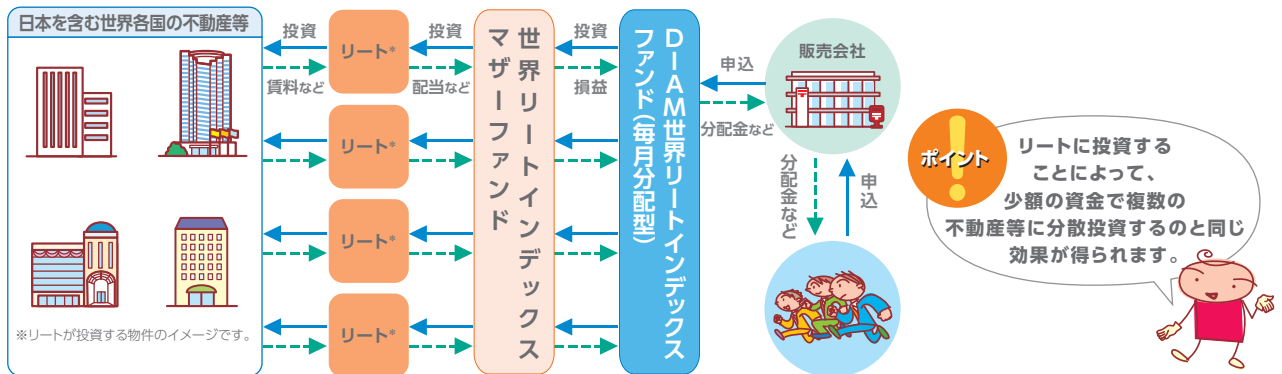 日本を含む世界各国の不動産等
※リートが投資する物件のイメージです。
投資
賃料など
リート*
リート*
リート*
リート*
投資
配当など
世界リートインデックス
マザーファンド
投資
損益
DIAM世界リートインデックス
ファンド(毎月分配型)
申込
分配金など
販売会社
分配金など
申込
ポイント
リートに投資する
ことによって、
少額の資金で複数の
不動産等に分散投資するのと同じ
効果が得られます。